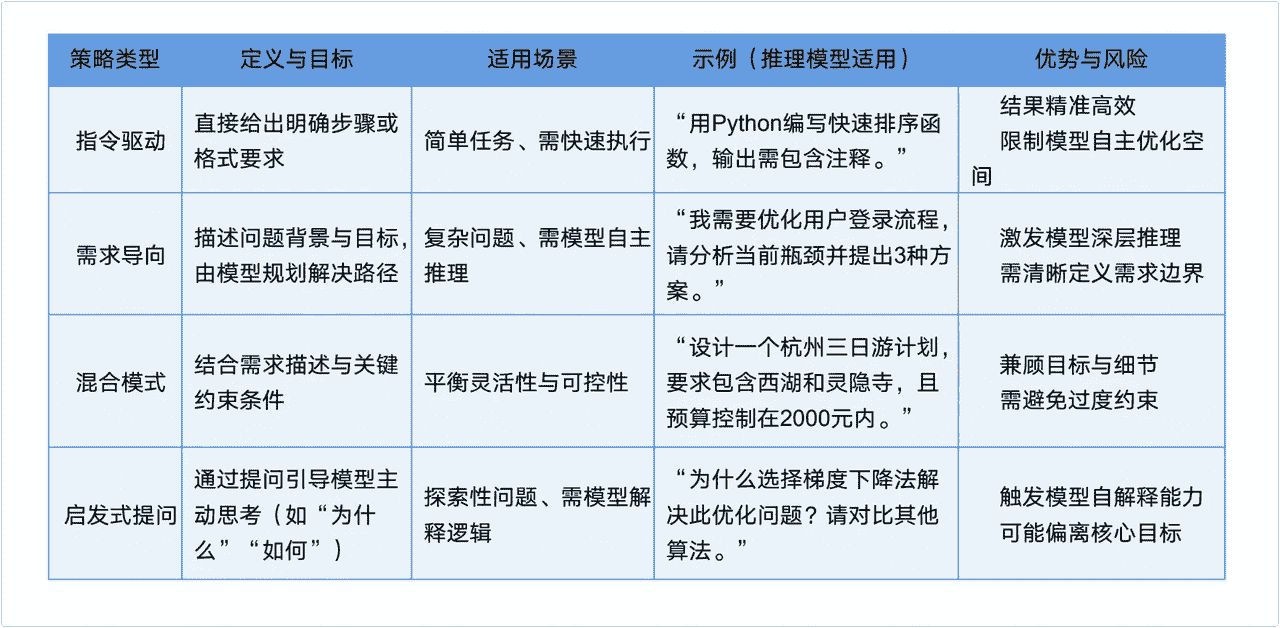 策略类型
定义与目标
适用场景
示例（推理模型适用）
优势与风险
指令驱动
直接给出明确步骤或
格式要求
简单任务、需快速执行
“用Python编写快速排序函
数，输出需包含注释。”
结果精准高效
限制模型自主优化空
间
需求导向
描述问题背景与目标，
由模型规划解决路径
复杂问题、需模型自主
推理
“我需要优化用户登录流程，
请分析当前瓶颈并提出3种方
案。”
激发模型深层推理
需清晰定义需求边界
混合模式
结合需求描述与关键
约束条件
平衡灵活性与可控性
“设计一个杭州三日游计划，
要求包含西湖和灵隐寺，且
预算控制在2000元内。”
兼顾目标与细节
需避免过度约束
启发式提问
通过提问引导模型主
动思考（如“为什
么”“如何”）
探索性问题、需模型解
释逻辑
“为什么选择梯度下降法解
决此优化问题？请对比其他
算法。”
触发模型自解释能力
可能偏离核心目标